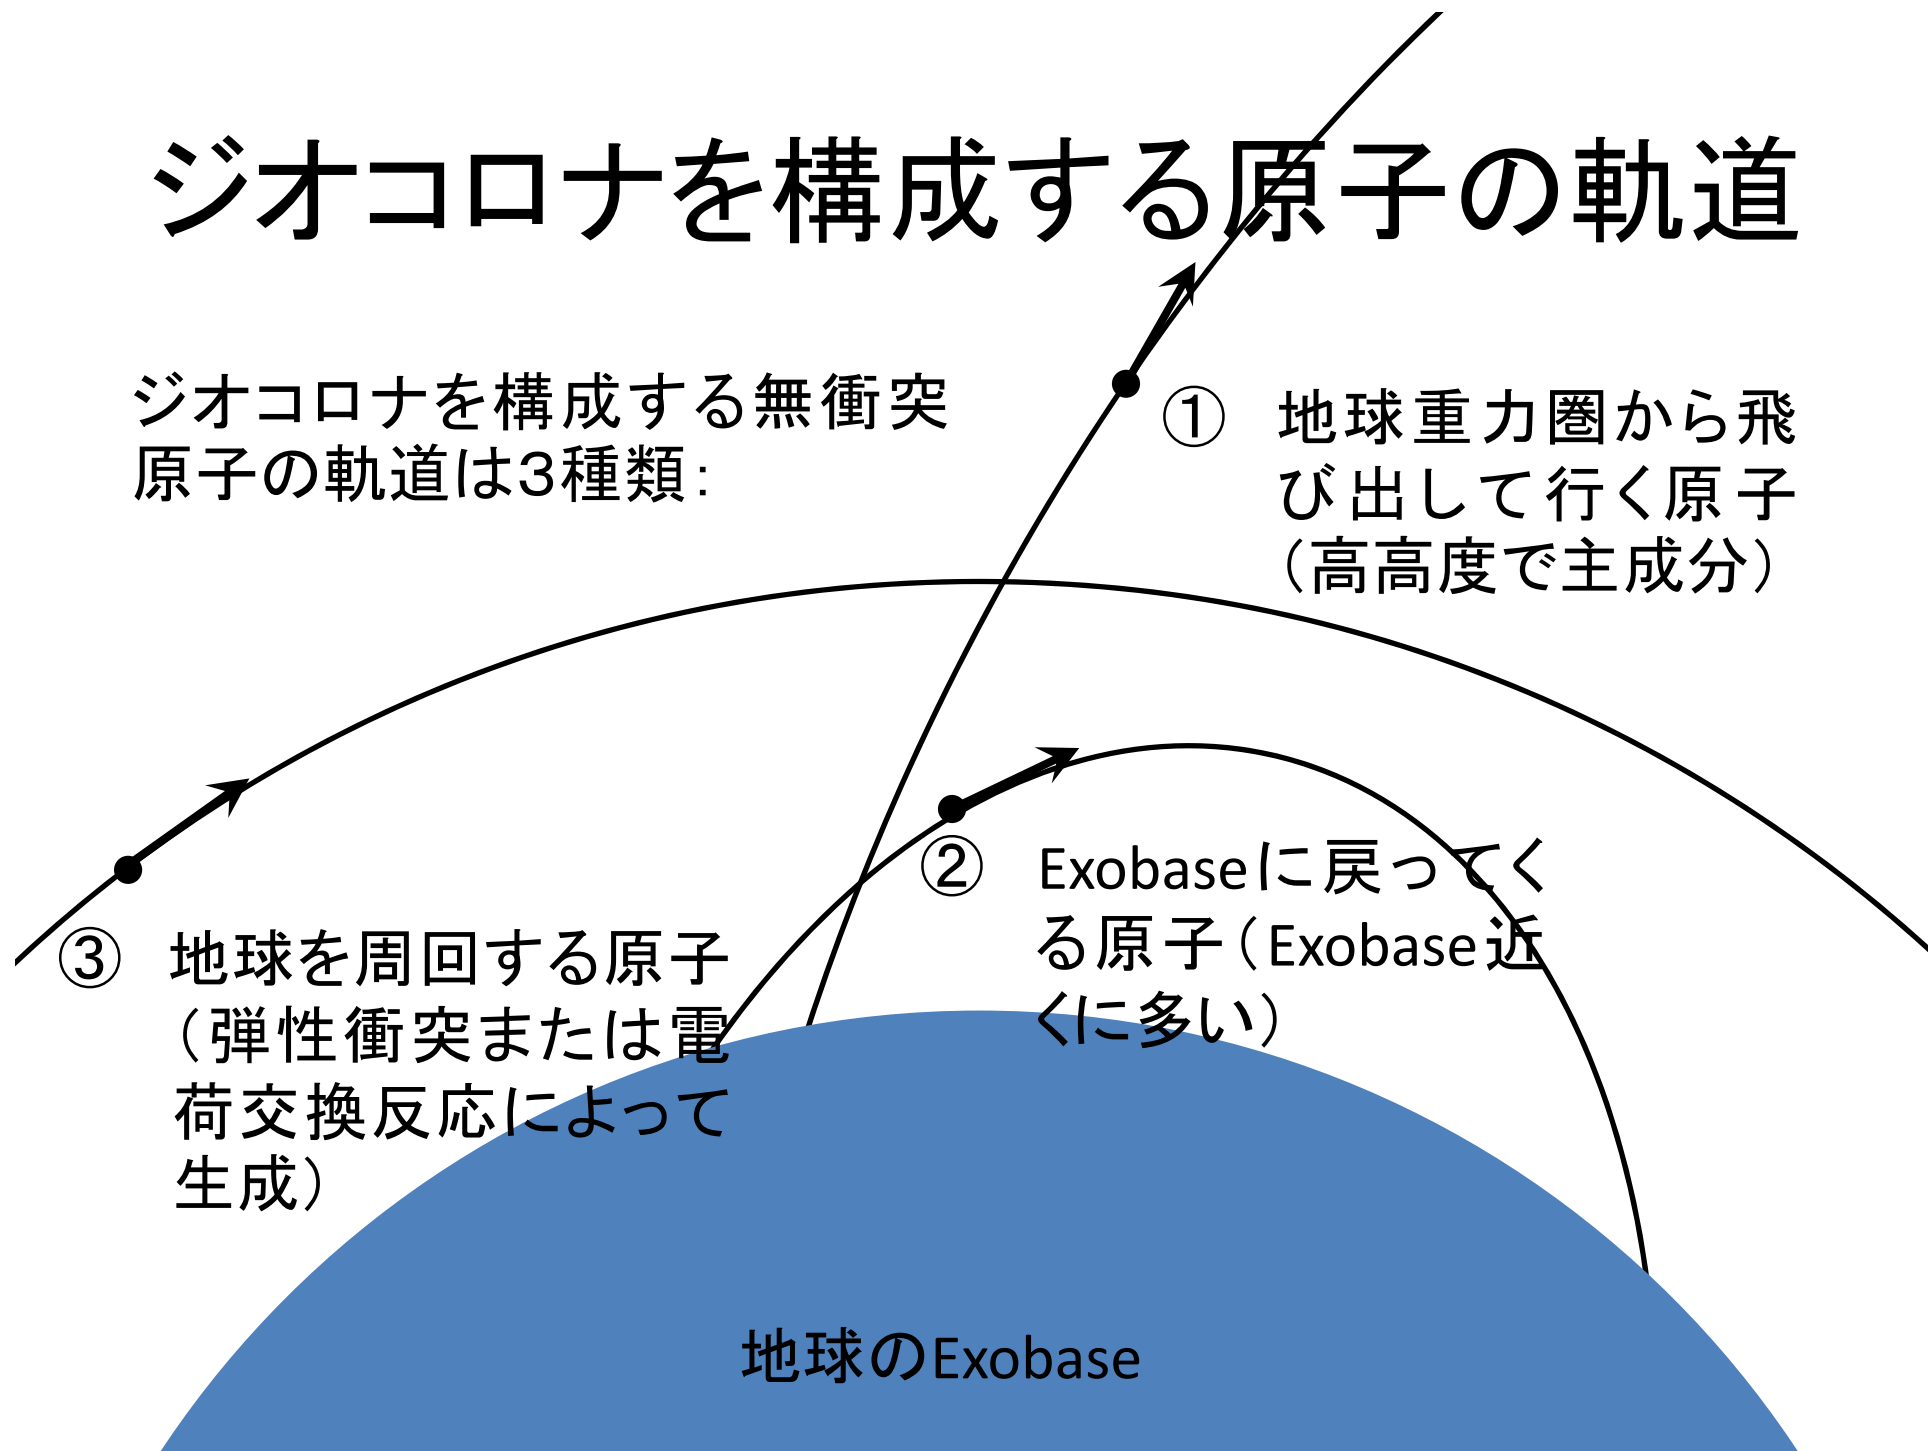 ジオコロナを構成する原子の軌道
ジオコロナを構成する無衝突
原子の軌道は3種類：
① 地球重力圏から飛
び出して行く原子
（高高度で主成分）
② Exobaseに戻ってく
る原子（Exobase近
くに多い）
③ 地球を周回する原子
（弾性衝突または電
荷交換反応によって
生成）
地球のExobase